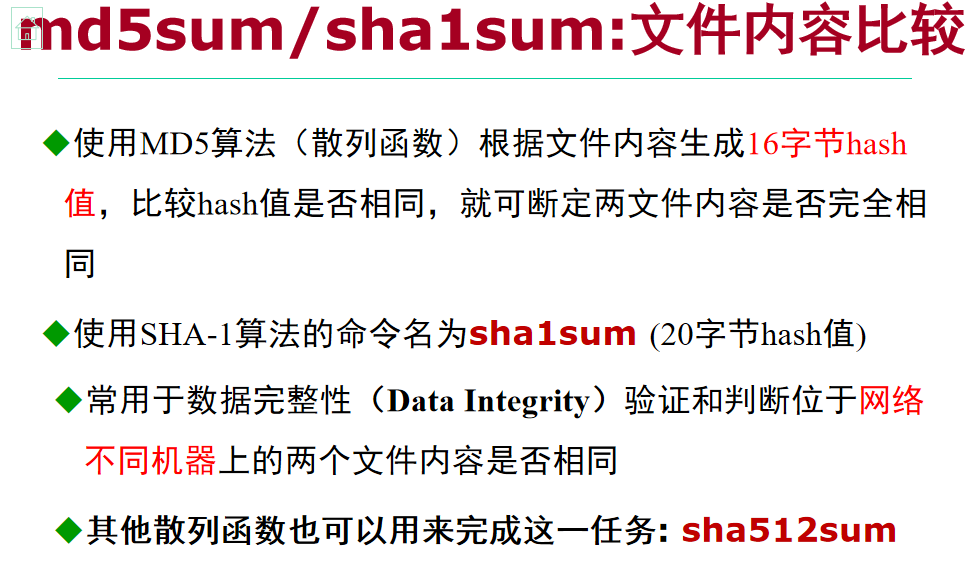 md5sum/sha1sum:文件内容比较
使用MD5算法（散列函数）根据文件内容生成16字节hash
值，比较hash值是否相同，就可断定两文件内容是否完全相
同
使用SHA-1算法的命令名为sha1sum (20字节hash值)
常用于数据完整性（Data Integrity）验证和判断位于网络
不同机器上的两个文件内容是否相同
其他散列函数也可以用来完成这一任务: sha512sum